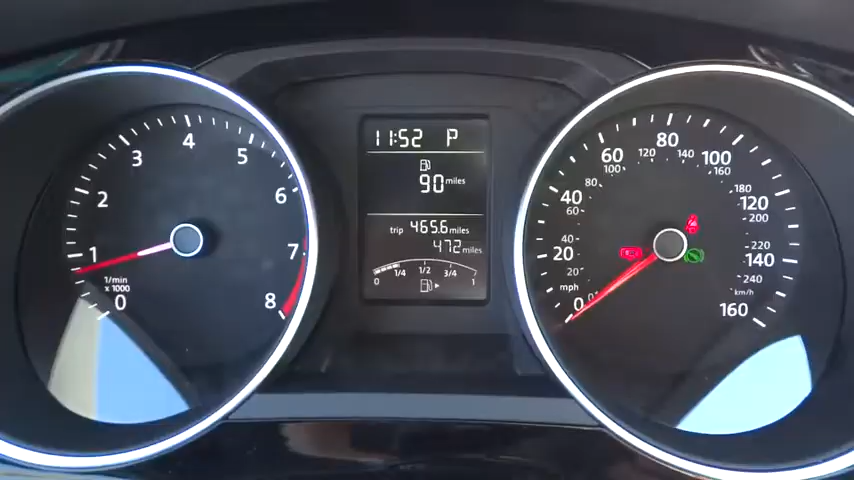 11:52 P
90 miles
trip 465.6 miles
472 miles
0 1/4 1/2 3/4 1
0 1 2 3 4 5 6 7 8
1/min
x 1000
0 20 40 60 80 100 120 140 160
mph
0 20 40 60 80 100 120 140 160 180 200 220 240
km/h